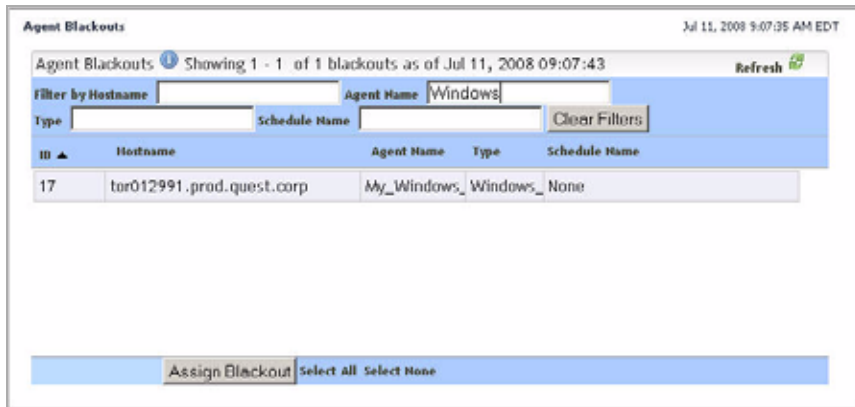 Agent Blackouts Jul 11, 2008 9:07:35 AM EDT
Agent Blackouts Showing 1 - 1 of 1 blackouts as of Jul 11, 2008 09:07:43 Refresh
Filter by Hostname Agent Name Windows
Type Schedule Name Clear Filters
ID Hostname Agent Name Type Schedule Name
17 tor012991.prod.quest.corp My_Windows_ Windows_ None
Assign Blackout Select All Select None